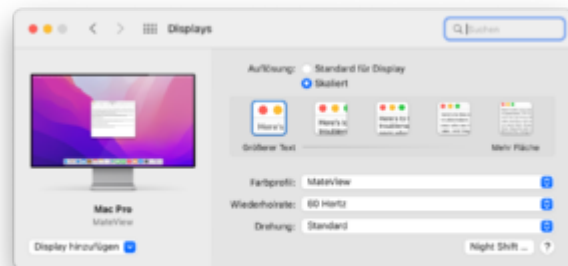 Displays
Suchen
Auflösung: Standard für Display
Skaliert
Here's
Größerer Text
Mehr Fläche
Farbprofil: MateView
Wiederholrate: 60 Hertz
Drehung: Standard
Mac Pro
MateView
Display hinzufügen
Night Shift ... ?